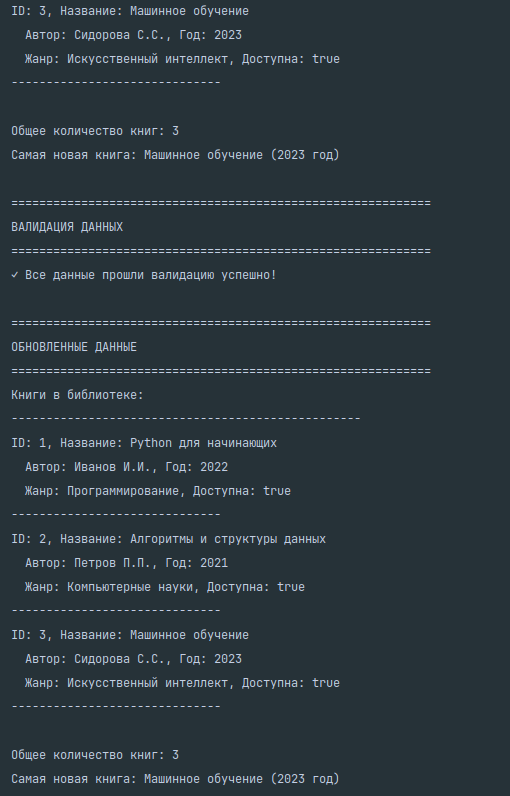 ID: 3, Название: Машинное обучение
  Автор: Сидорова С.С., Год: 2023
  Жанр: Искусственный интеллект, Доступна: true
------------------------------
Общее количество книг: 3
Самая новая книга: Машинное обучение (2023 год)
============================================================
ВАЛИДАЦИЯ ДАННЫХ
============================================================
✓ Все данные прошли валидацию успешно!
============================================================
ОБНОВЛЕННЫЕ ДАННЫЕ
============================================================
Книги в библиотеке:
--------------------------------------------------
ID: 1, Название: Python для начинающих
  Автор: Иванов И.И., Год: 2022
  Жанр: Программирование, Доступна: true
------------------------------
ID: 2, Название: Алгоритмы и структуры данных
  Автор: Петров П.П., Год: 2021
  Жанр: Компьютерные науки, Доступна: true
------------------------------
ID: 3, Название: Машинное обучение
  Автор: Сидорова С.С., Год: 2023
  Жанр: Искусственный интеллект, Доступна: true
------------------------------
Общее количество книг: 3
Самая новая книга: Машинное обучение (2023 год)